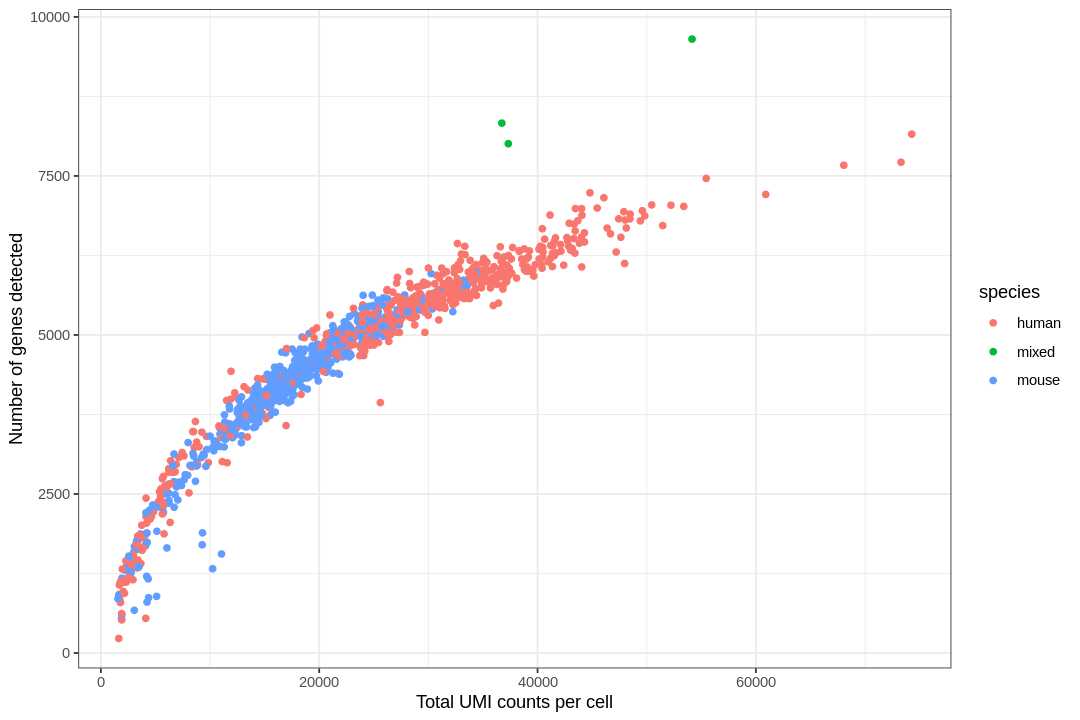 10000
7500
5000
2500
0
Number of genes detected
0 20000 40000 60000
Total UMI counts per cell
species
human
mixed
mouse